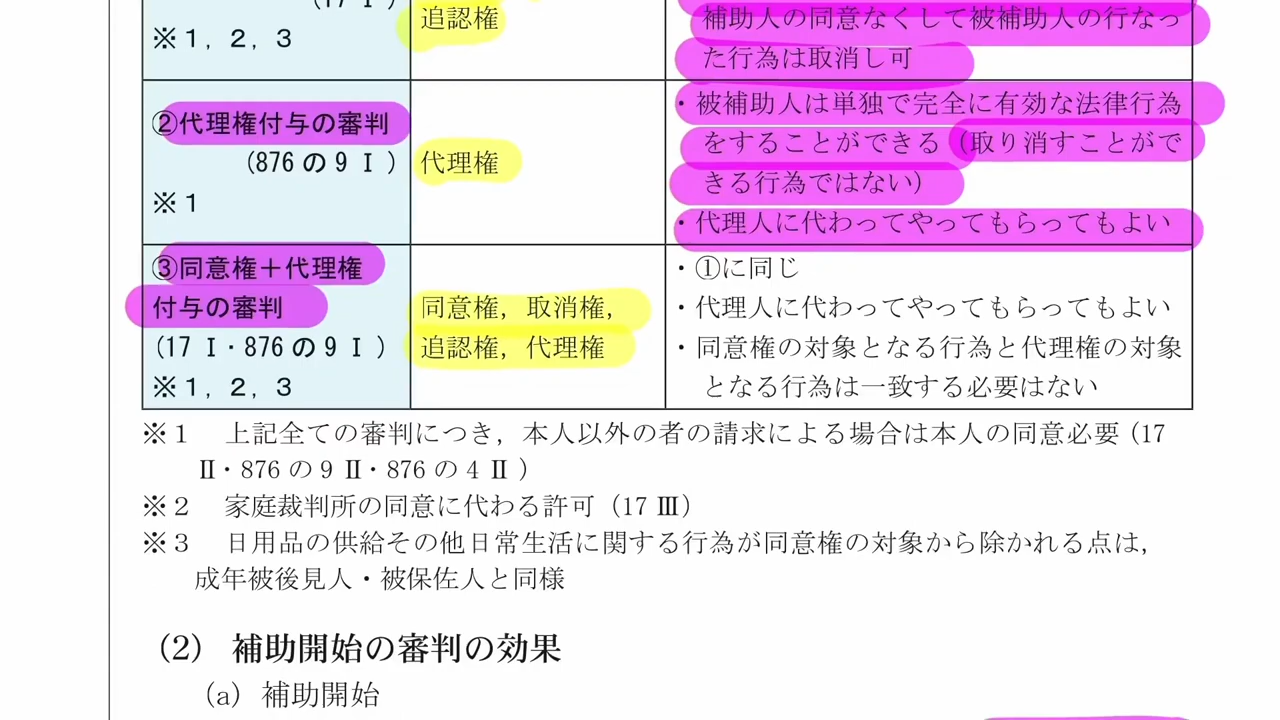 (17 Ⅰ)
※1，2，3
追認権
補助人の同意なくして被補助人の行なっ
た行為は取消し可
②代理権付与の審判
(876 の 9 Ⅰ )
※1
代理権
・被補助人は単独で完全に有効な法律行為
をすることができる（取り消すことがで
きる行為ではない）
・代理人に代わってやってもらってもよい
③同意権＋代理権
付与の審判
(17 Ⅰ・876 の 9 Ⅰ )
※1，2，3
同意権，取消権，
追認権，代理権
・①に同じ
・代理人に代わってやってもらってもよい
・同意権の対象となる行為と代理権の対象
となる行為は一致する必要はない
※1　上記全ての審判につき，本人以外の者の請求による場合は本人の同意必要（17
Ⅱ・876 の 9 Ⅱ・876 の 4 Ⅱ ）
※2　家庭裁判所の同意に代わる許可（17 Ⅲ）
※3　日用品の供給その他日常生活に関する行為が同意権の対象から除かれる点は，
成年被後見人・被保佐人と同様
（2） 補助開始の審判の効果
（a）補助開始